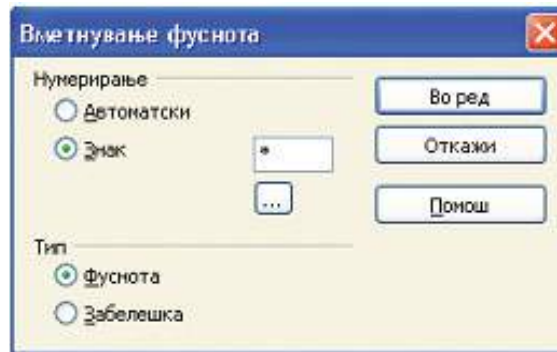 Вметнување фуснота
Нумерирање
Автоматски
Знак
*
...
Тип
Фуснота
Забелешка
Во ред
Откажи
Помош